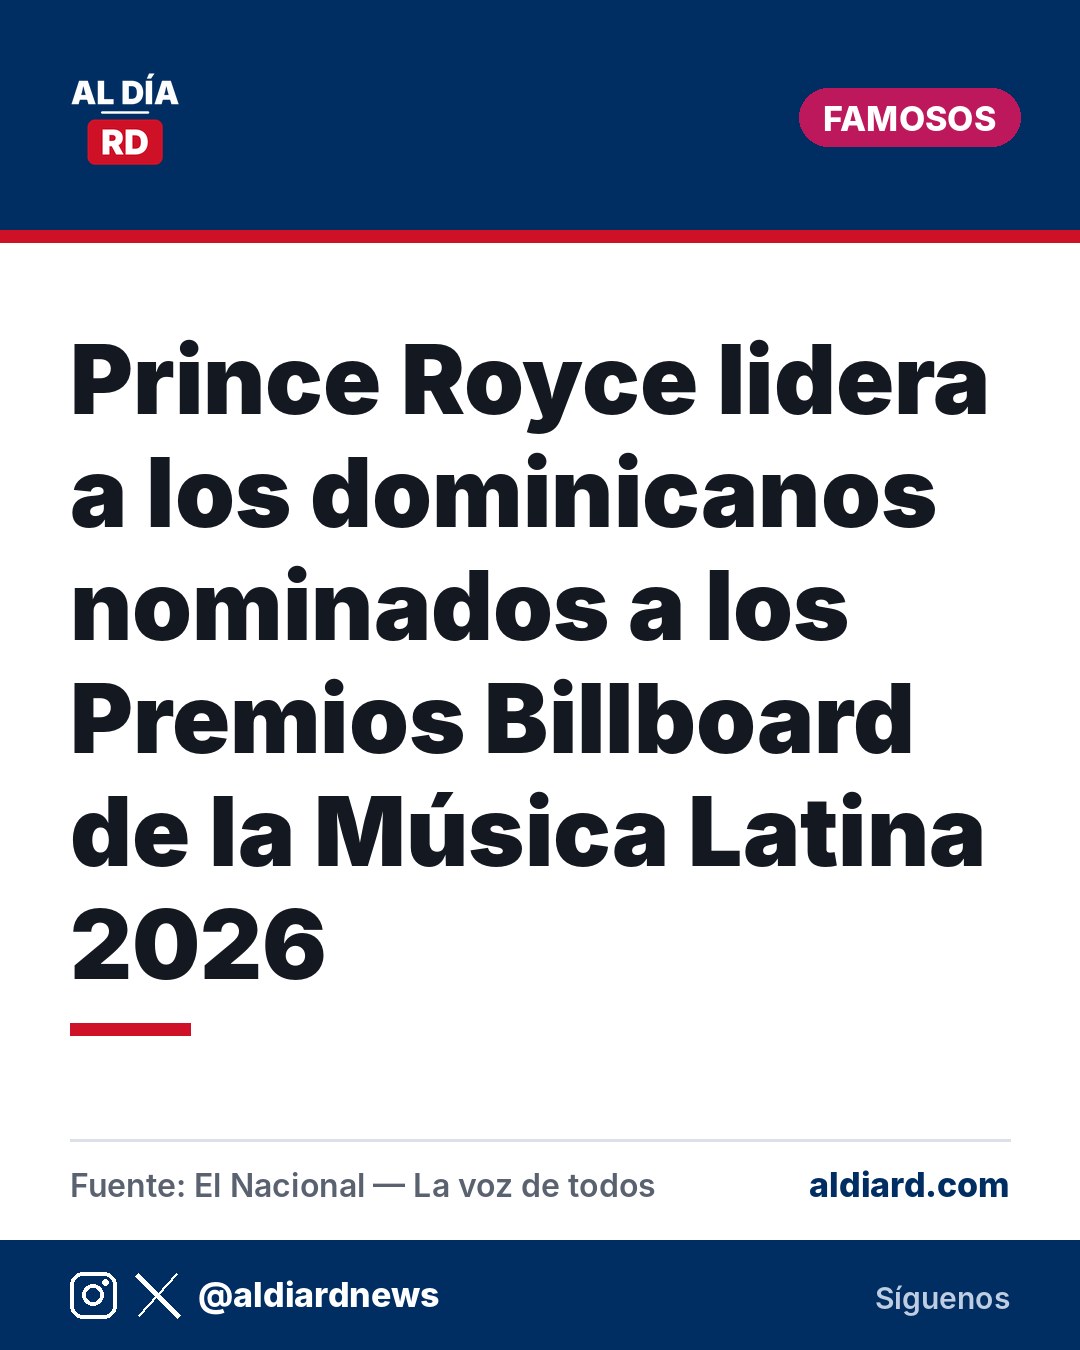 AL DÍA
RD
FAMOSOS
Prince Royce lidera
a los dominicanos
nominados a los
Premios Billboard
de la Música Latina
2026
Fuente: El Nacional — La voz de todos
aldiard.com
@aldiardnews
Síguenos